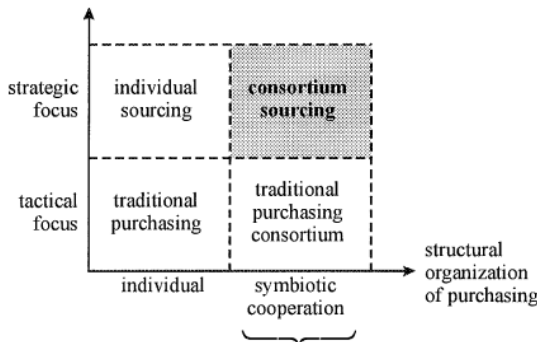 strategic
focus
individual
sourcing
consortium
sourcing
tactical
focus
traditional
purchasing
traditional
purchasing
consortium
individual
symbiotic
cooperation
structural
organization
of purchasing